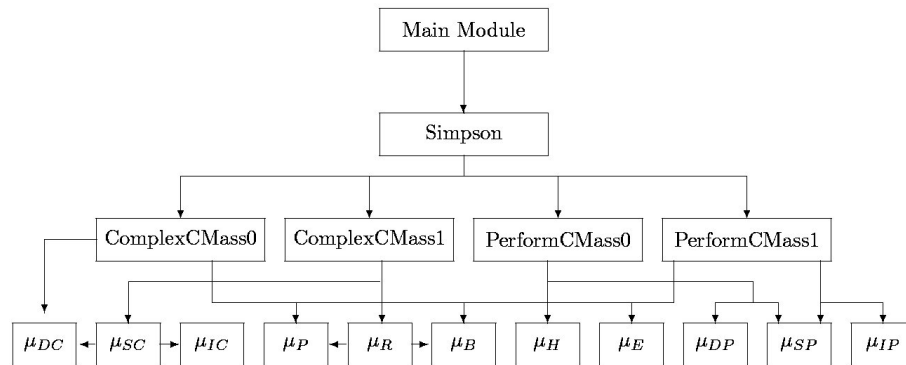 Main Module
Simpson
ComplexCMass0 ComplexCMass1 PerformCMass0 PerformCMass1
μDC μSC μIC μP μR μB μH μE μDP μSP μIP